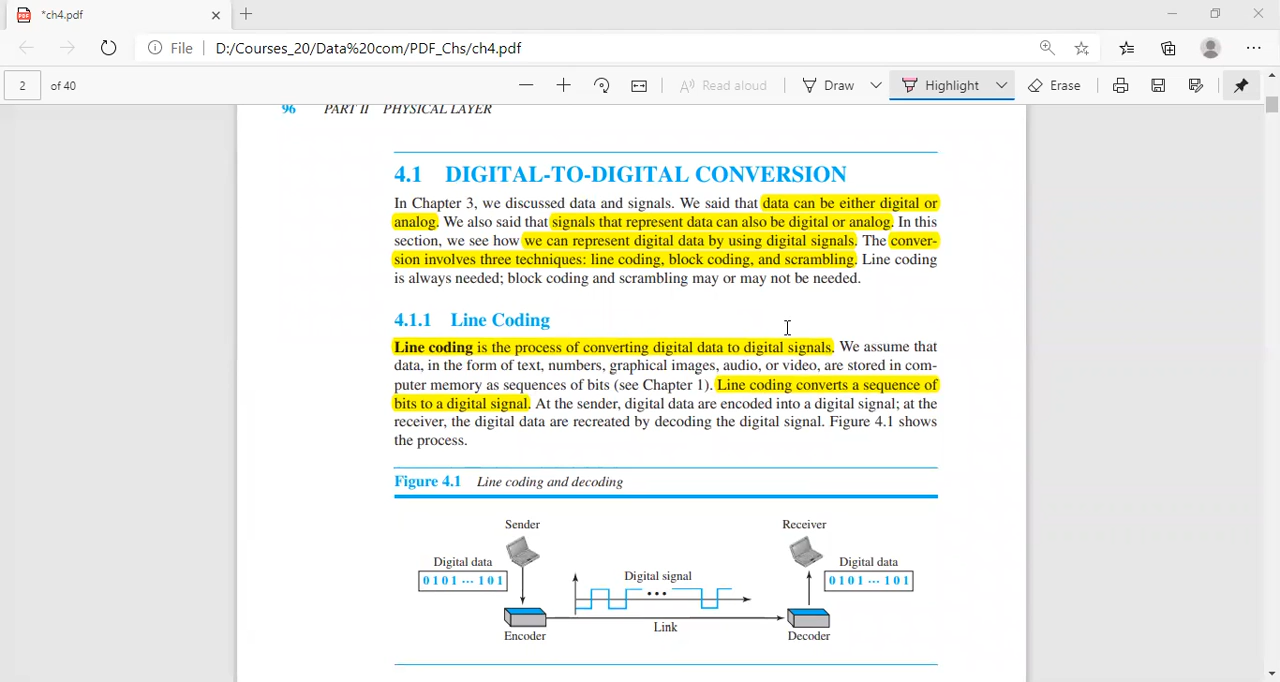 *ch4.pdf
File D:/Courses_20/Data%20com/PDF_Chs/ch4.pdf
2 of 40 Read aloud Draw Highlight Erase
96 PART II PHYSICAL LAYER
4.1 DIGITAL-TO-DIGITAL CONVERSION
In Chapter 3, we discussed data and signals. We said that data can be either digital or
analog. We also said that signals that represent data can also be digital or analog. In this
section, we see how we can represent digital data by using digital signals. The conver-
sion involves three techniques: line coding, block coding, and scrambling. Line coding
is always needed; block coding and scrambling may or may not be needed.
4.1.1 Line Coding
Line coding is the process of converting digital data to digital signals. We assume that
data, in the form of text, numbers, graphical images, audio, or video, are stored in com-
puter memory as sequences of bits (see Chapter 1). Line coding converts a sequence of
bits to a digital signal. At the sender, digital data are encoded into a digital signal; at the
receiver, the digital data are recreated by decoding the digital signal. Figure 4.1 shows
the process.
Figure 4.1 Line coding and decoding
Sender Receiver
Digital data Digital data
0 1 0 1 ··· 1 0 1 0 1 0 1 ··· 1 0 1
Digital signal
Link
Encoder Decoder